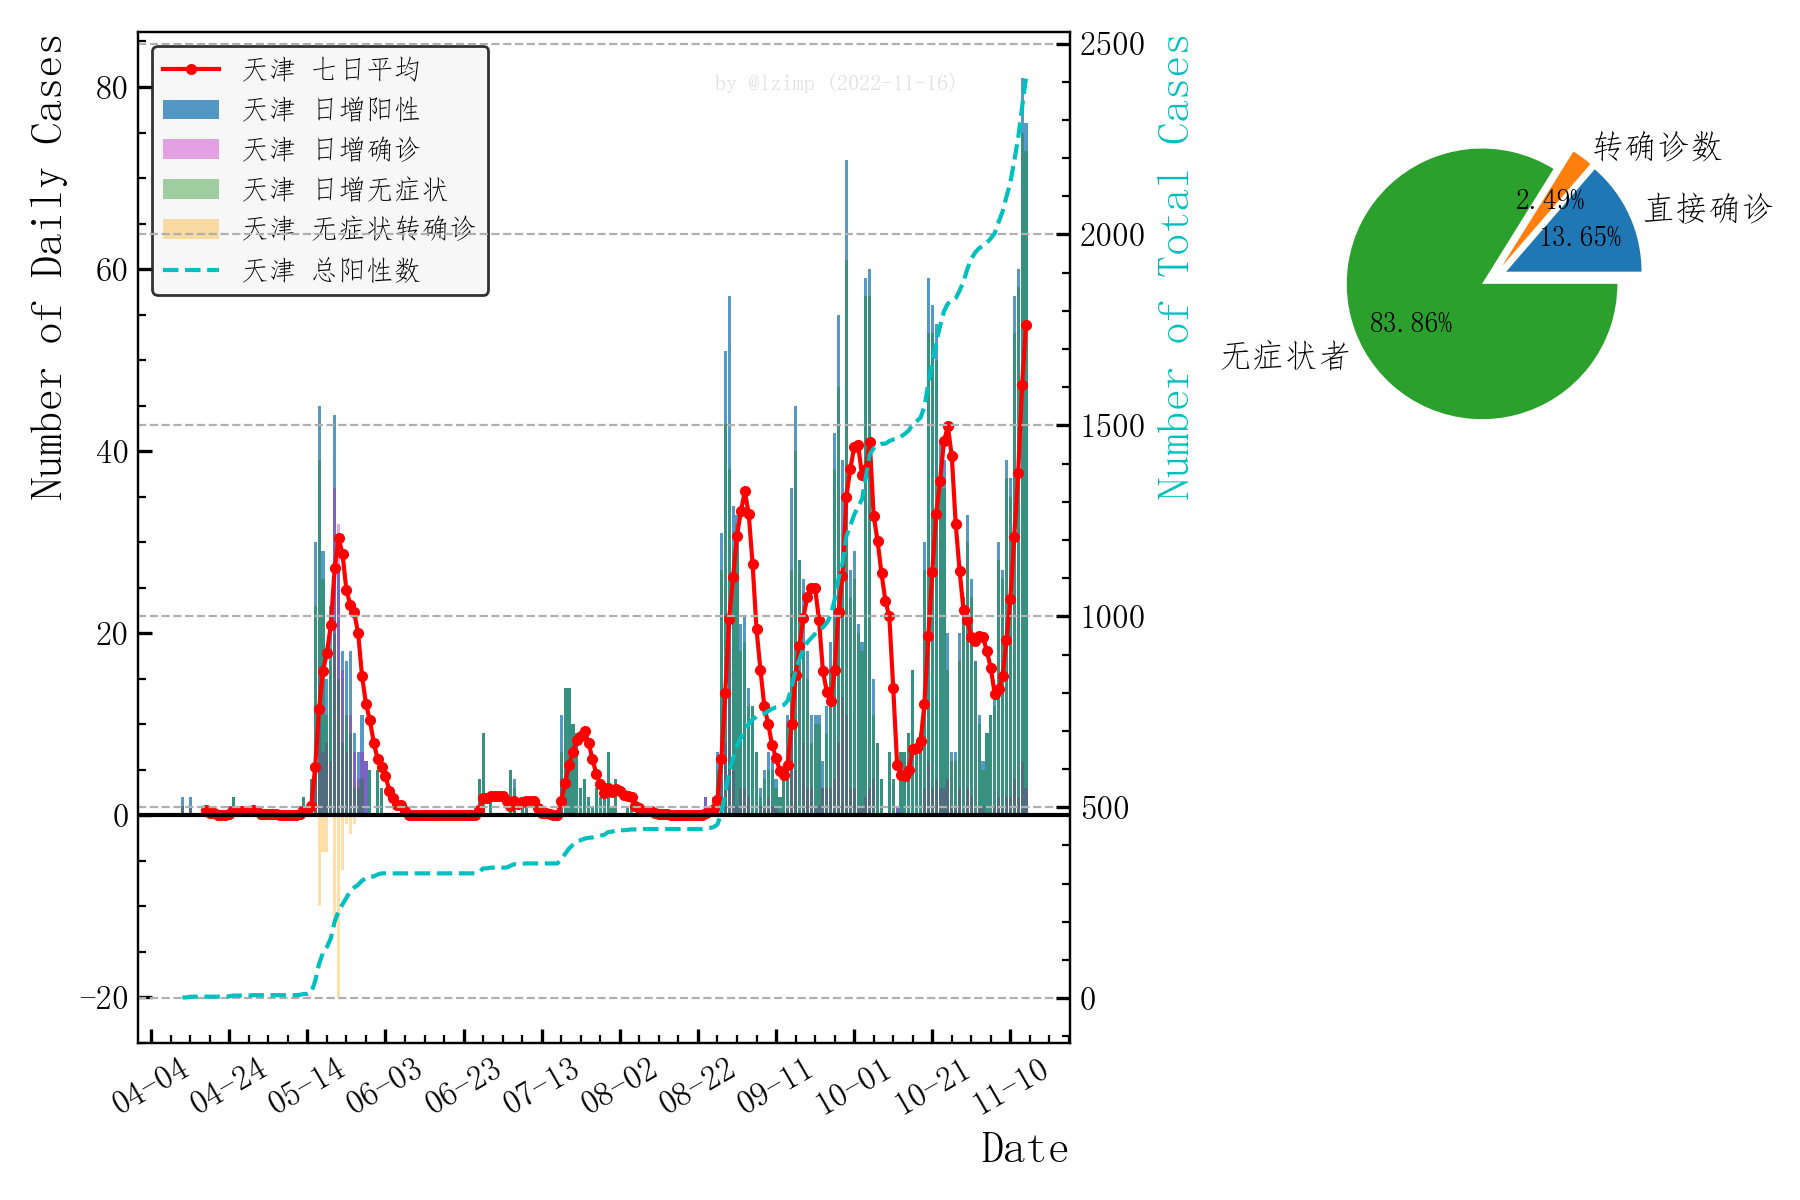 Number of Daily Cases
80
60
40
20
0
−20
天津 七日平均
天津 日增阳性
天津 日增确诊
天津 日增无症状
天津 无症状转确诊
天津 总阳性数
by @lzimp (2022-11-16)
2500
2000
1500
1000
500
0
Number of Total Cases
04-04
04-24
05-14
06-03
06-23
07-13
08-02
08-22
09-11
10-01
10-21
11-10
Date
转确诊数
2.49%
直接确诊
13.65%
83.86%
无症状者